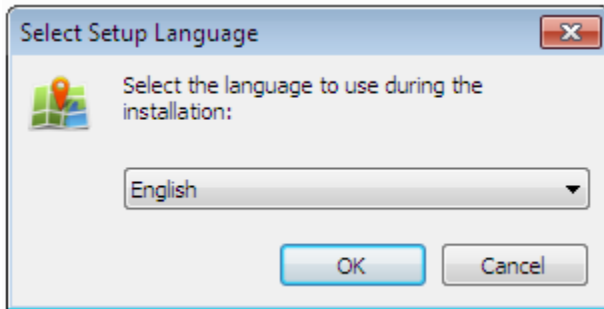 Select Setup Language
Select the language to use during the
installation:
English
OK
Cancel